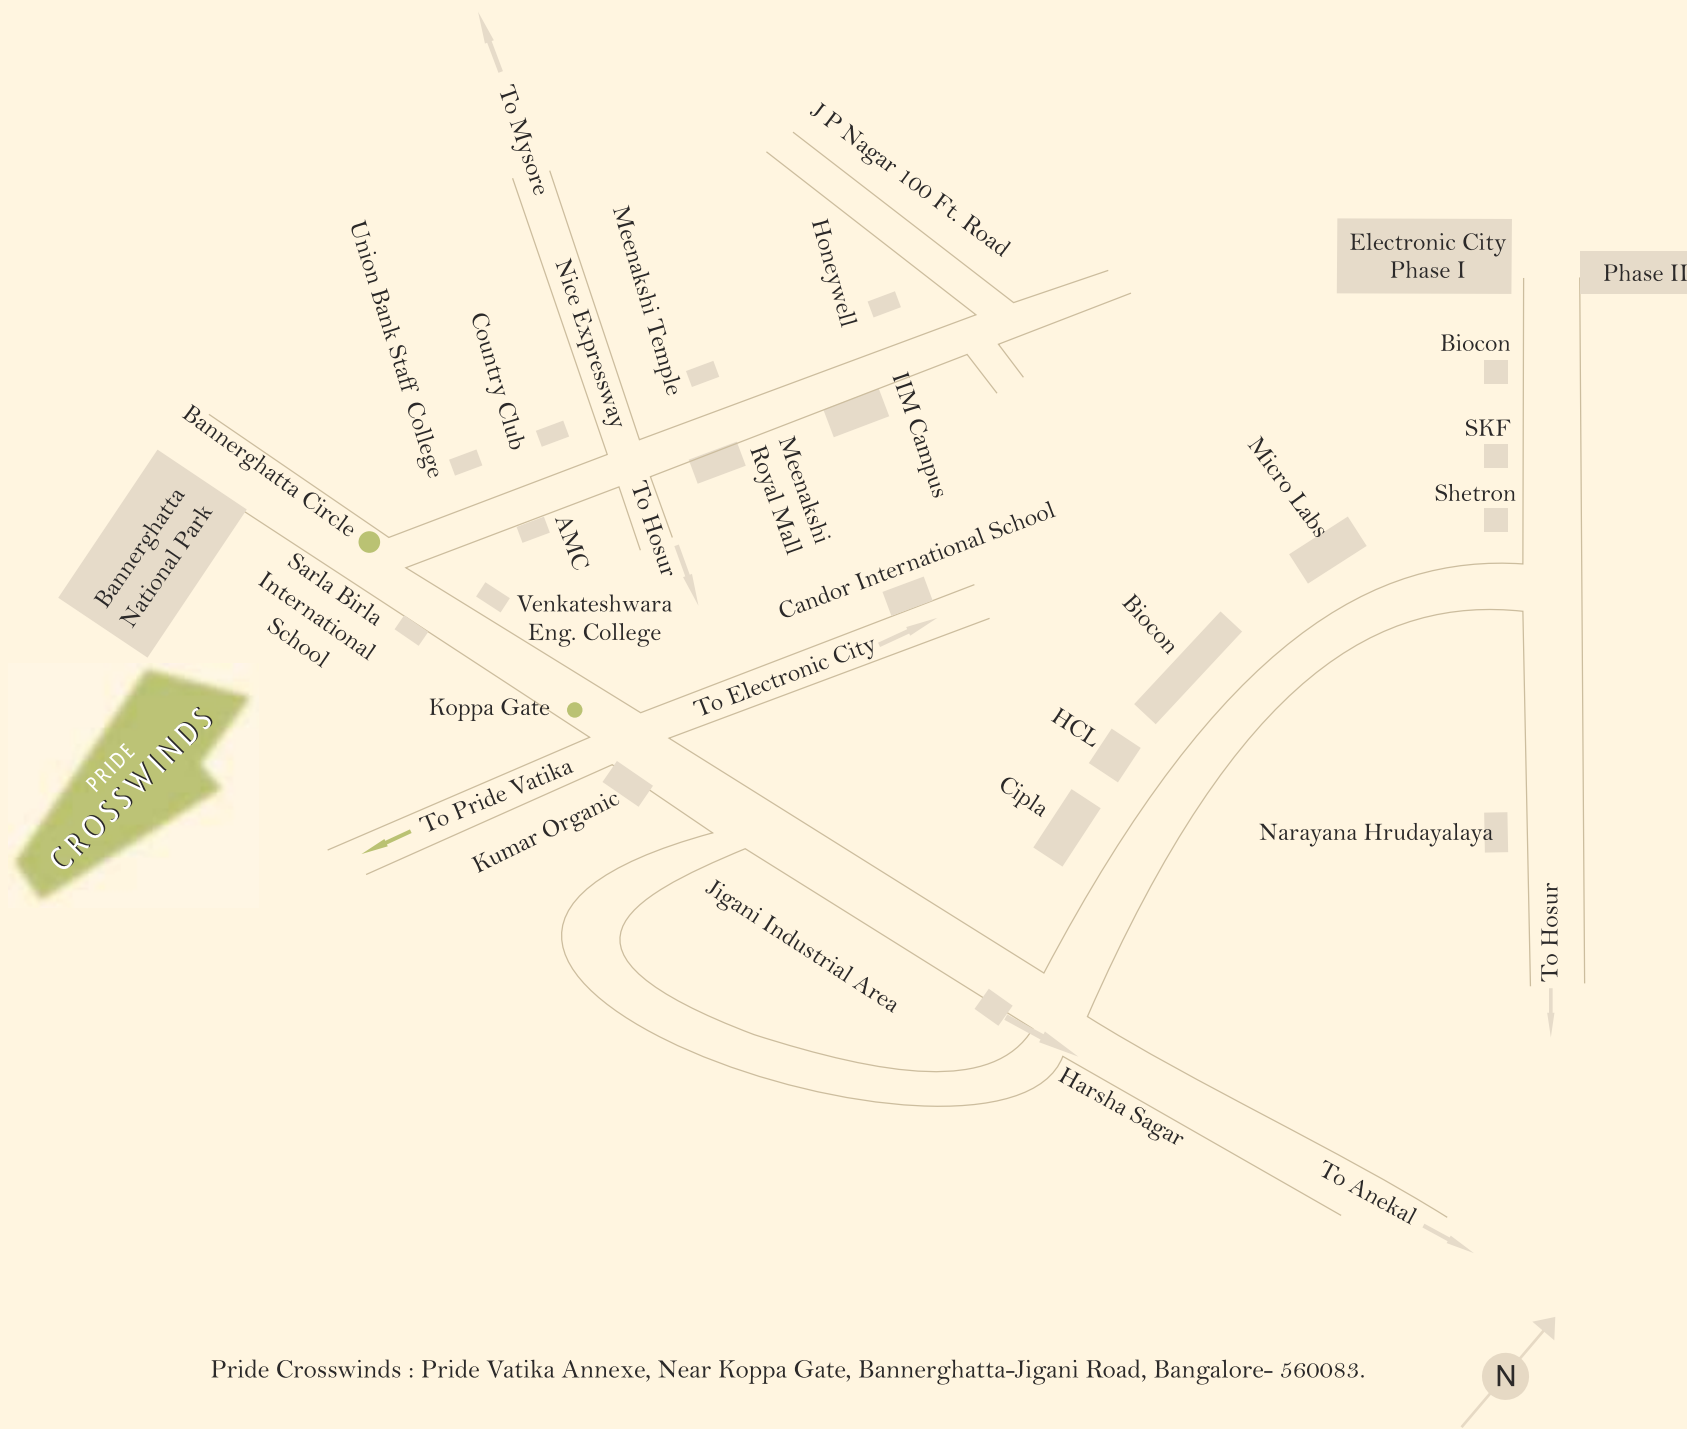 To Mysore
J P Nagar 100 Ft. Road
Nice Expressway
Meenakshi Temple
Honeywell
Union Bank Staff College
Country Club
Electronic City
Phase I
Phase II
Biocon
SKF
Shetron
IIM Campus
Meenakshi
Royal Mall
Bannerghatta Circle
Bannerghatta
National Park
To Hosur
AMC
Micro Labs
Candor International School
Sarla Birla
International
School
Venkateshwara
Eng. College
Biocon
To Electronic City
Koppa Gate
PRIDE
CROSSWINDS
HCL
To Pride Vatika
Cipla
Kumar Organic
Narayana Hrudayalaya
Jigani Industrial Area
To Hosur
Harsha Sagar
To Anekal
Pride Crosswinds : Pride Vatika Annexe, Near Koppa Gate, Bannerghatta-Jigani Road, Bangalore- 560083.
N